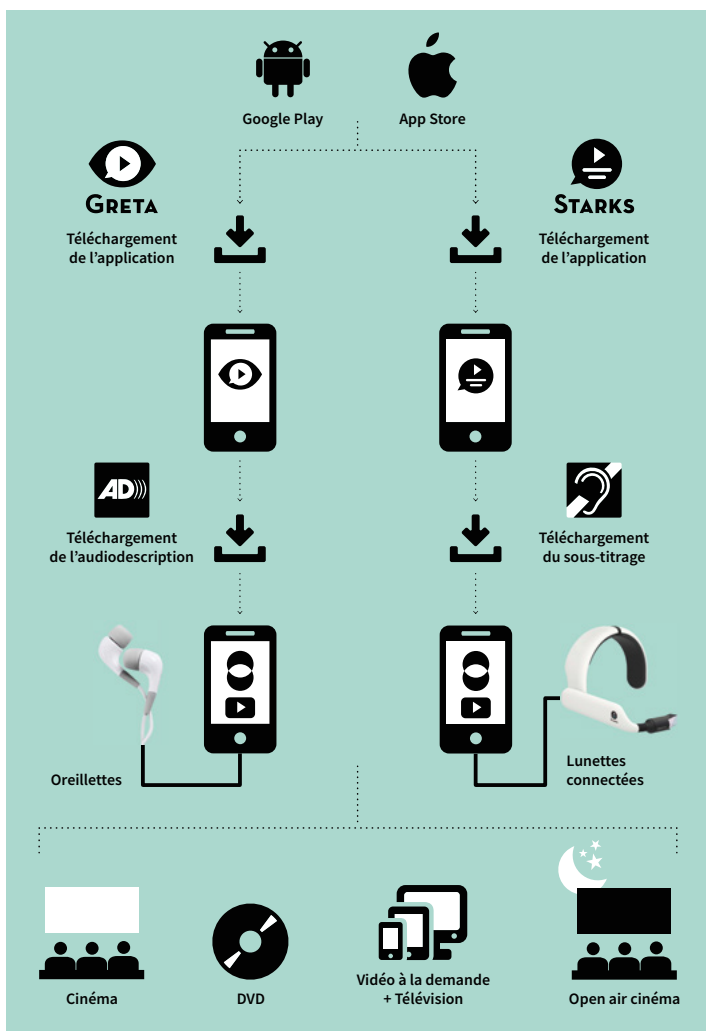 Google Play
App Store
GRETA
STARKS
Téléchargement
de l'application
Téléchargement
de l'application
AD
Téléchargement
de l'audiodescription
Téléchargement
du sous-titrage
Oreillettes
Lunettes
connectées
Cinéma
DVD
Vidéo à la demande
+ Télévision
Open air cinéma